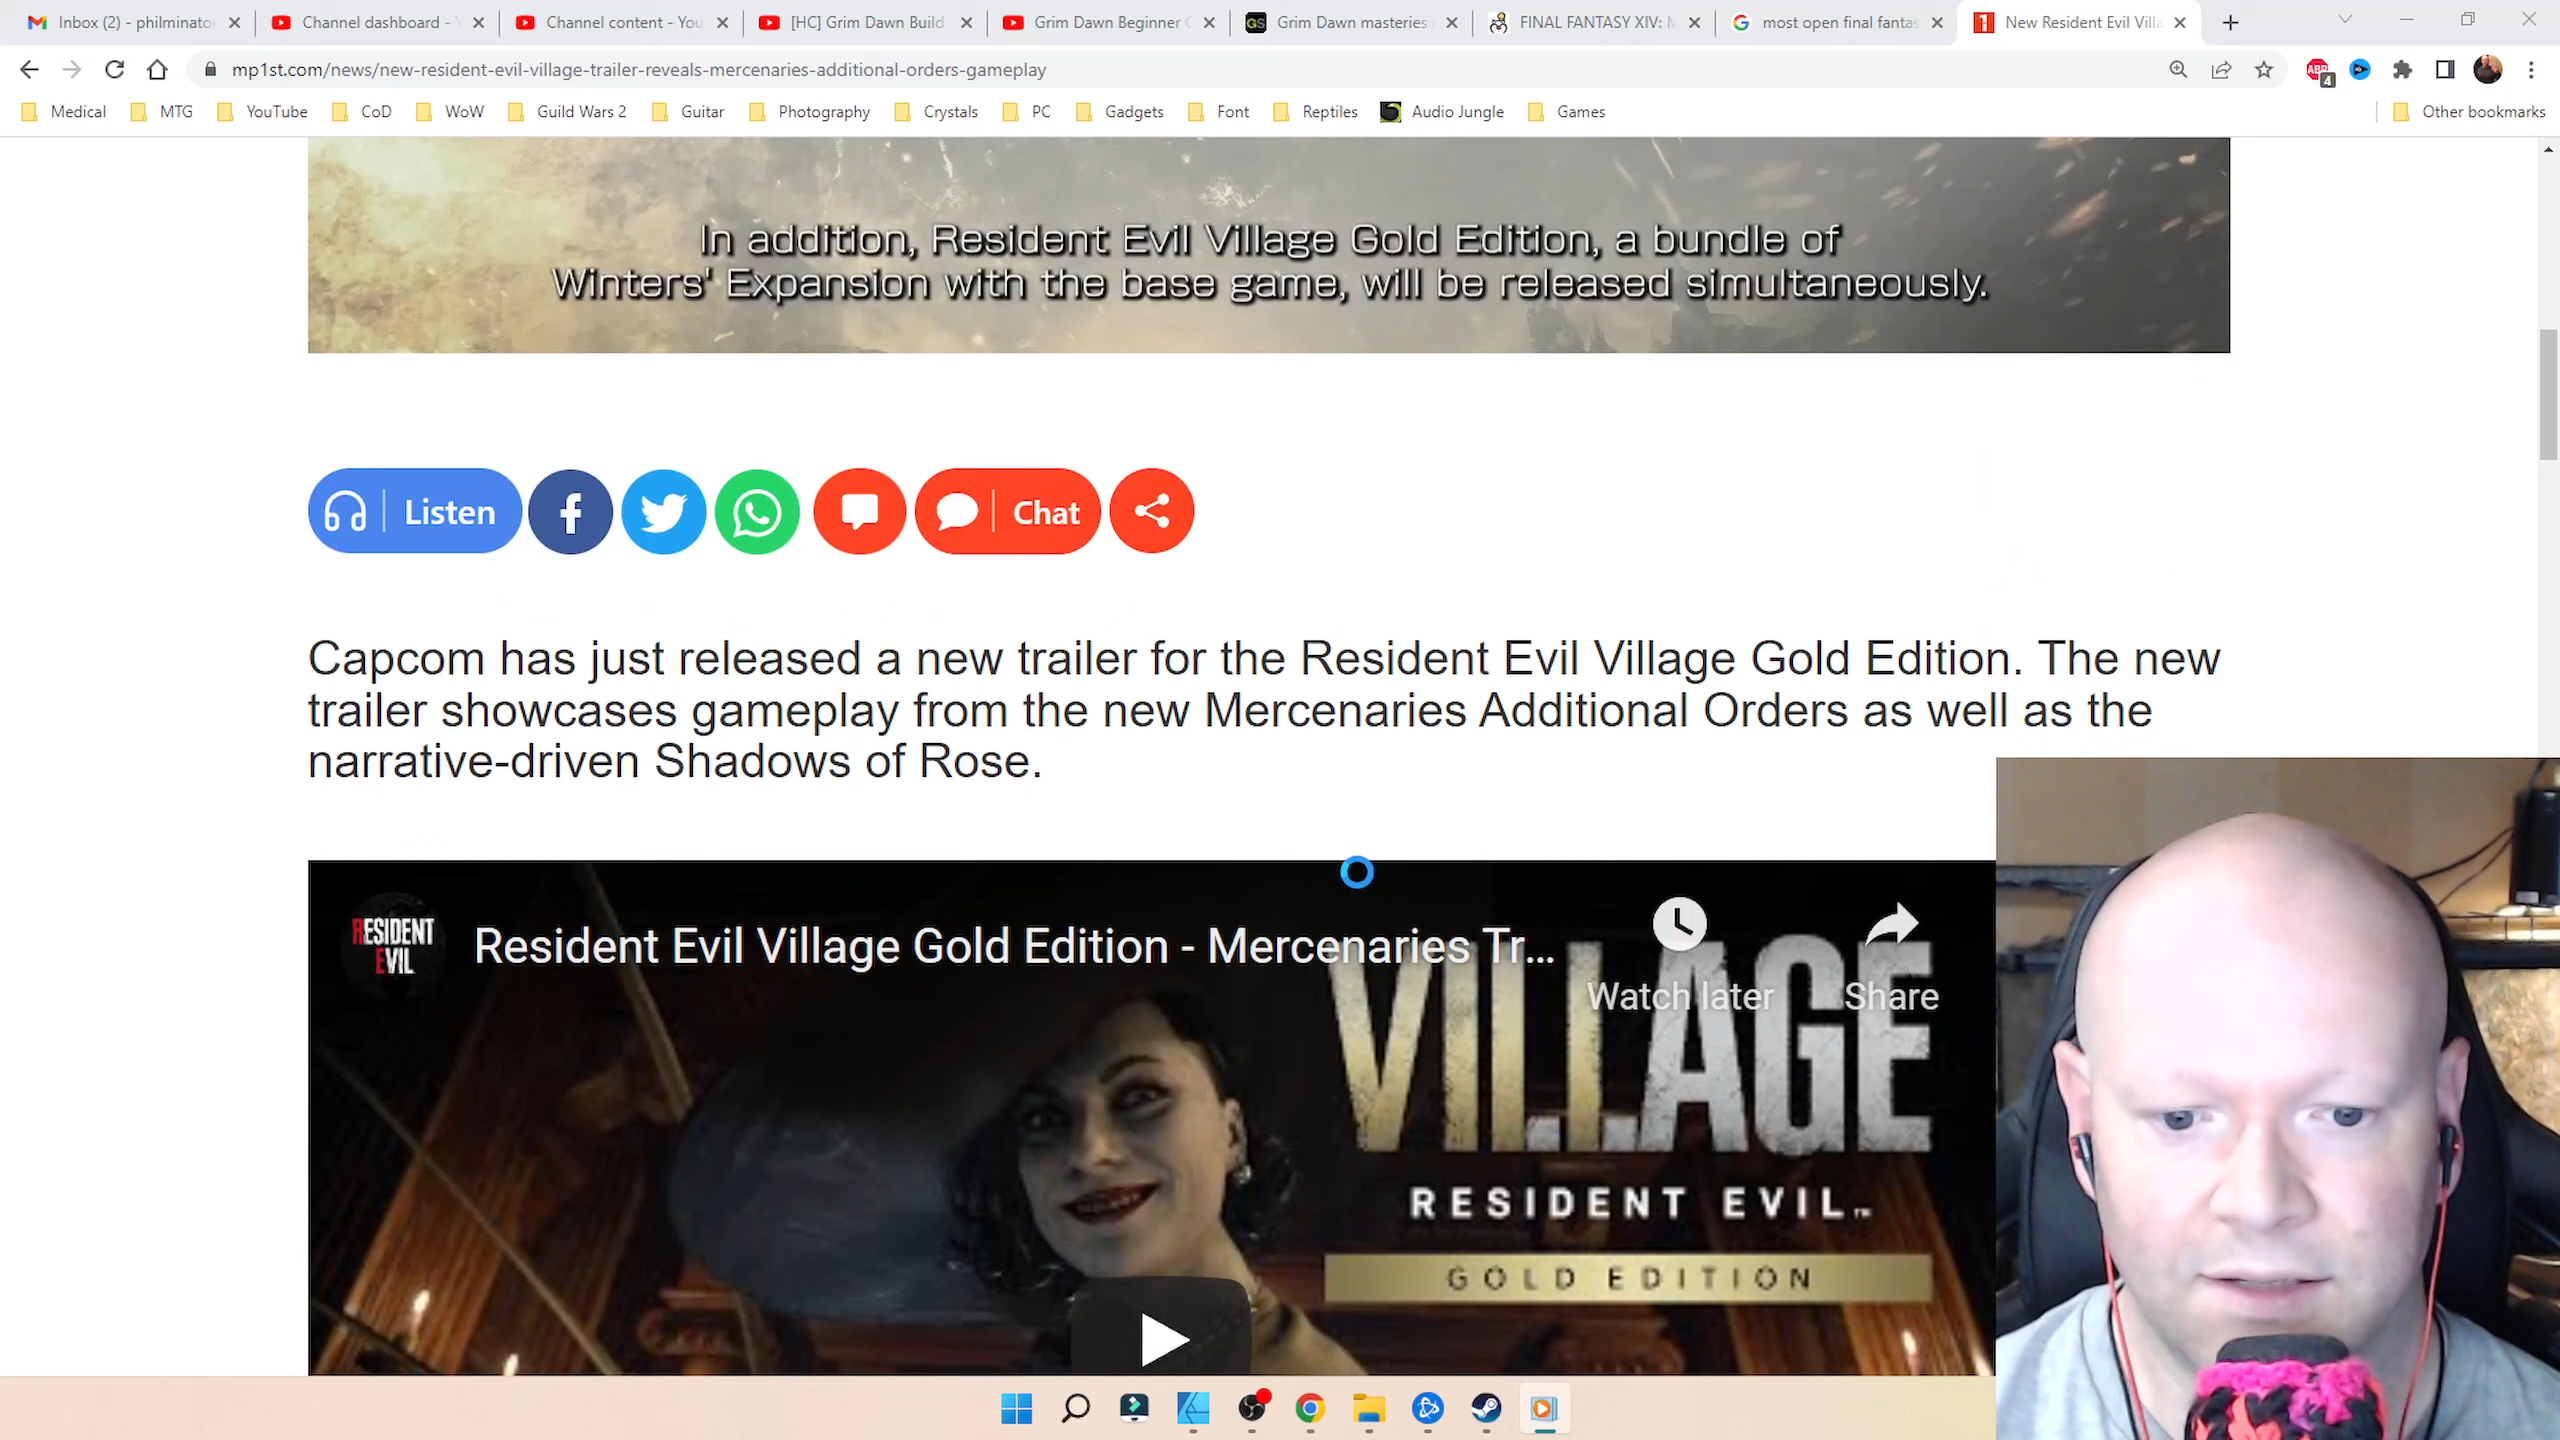 Inbox (2) - philminator
Channel dashboard - Y
Channel content - You
[HC] Grim Dawn Build
Grim Dawn Beginner G
Grim Dawn masteries
FINAL FANTASY XIV: M
most open final fantas
New Resident Evil Villa
mp1st.com/news/new-resident-evil-village-trailer-reveals-mercenaries-additional-orders-gameplay
ABP
4
Medical
MTG
YouTube
CoD
WoW
Guild Wars 2
Guitar
Photography
Crystals
PC
Gadgets
Font
Reptiles
Audio Jungle
Games
Other bookmarks
In addition, Resident Evil Village Gold Edition, a bundle of
Winters' Expansion with the base game, will be released simultaneously.
Listen
Chat
Capcom has just released a new trailer for the Resident Evil Village Gold Edition. The new
trailer showcases gameplay from the new Mercenaries Additional Orders as well as the
narrative-driven Shadows of Rose.
RESIDENT
EVIL
Resident Evil Village Gold Edition - Mercenaries Tr...
Watch later
Share
VILLAGE
RESIDENT EVIL™
GOLD EDITION